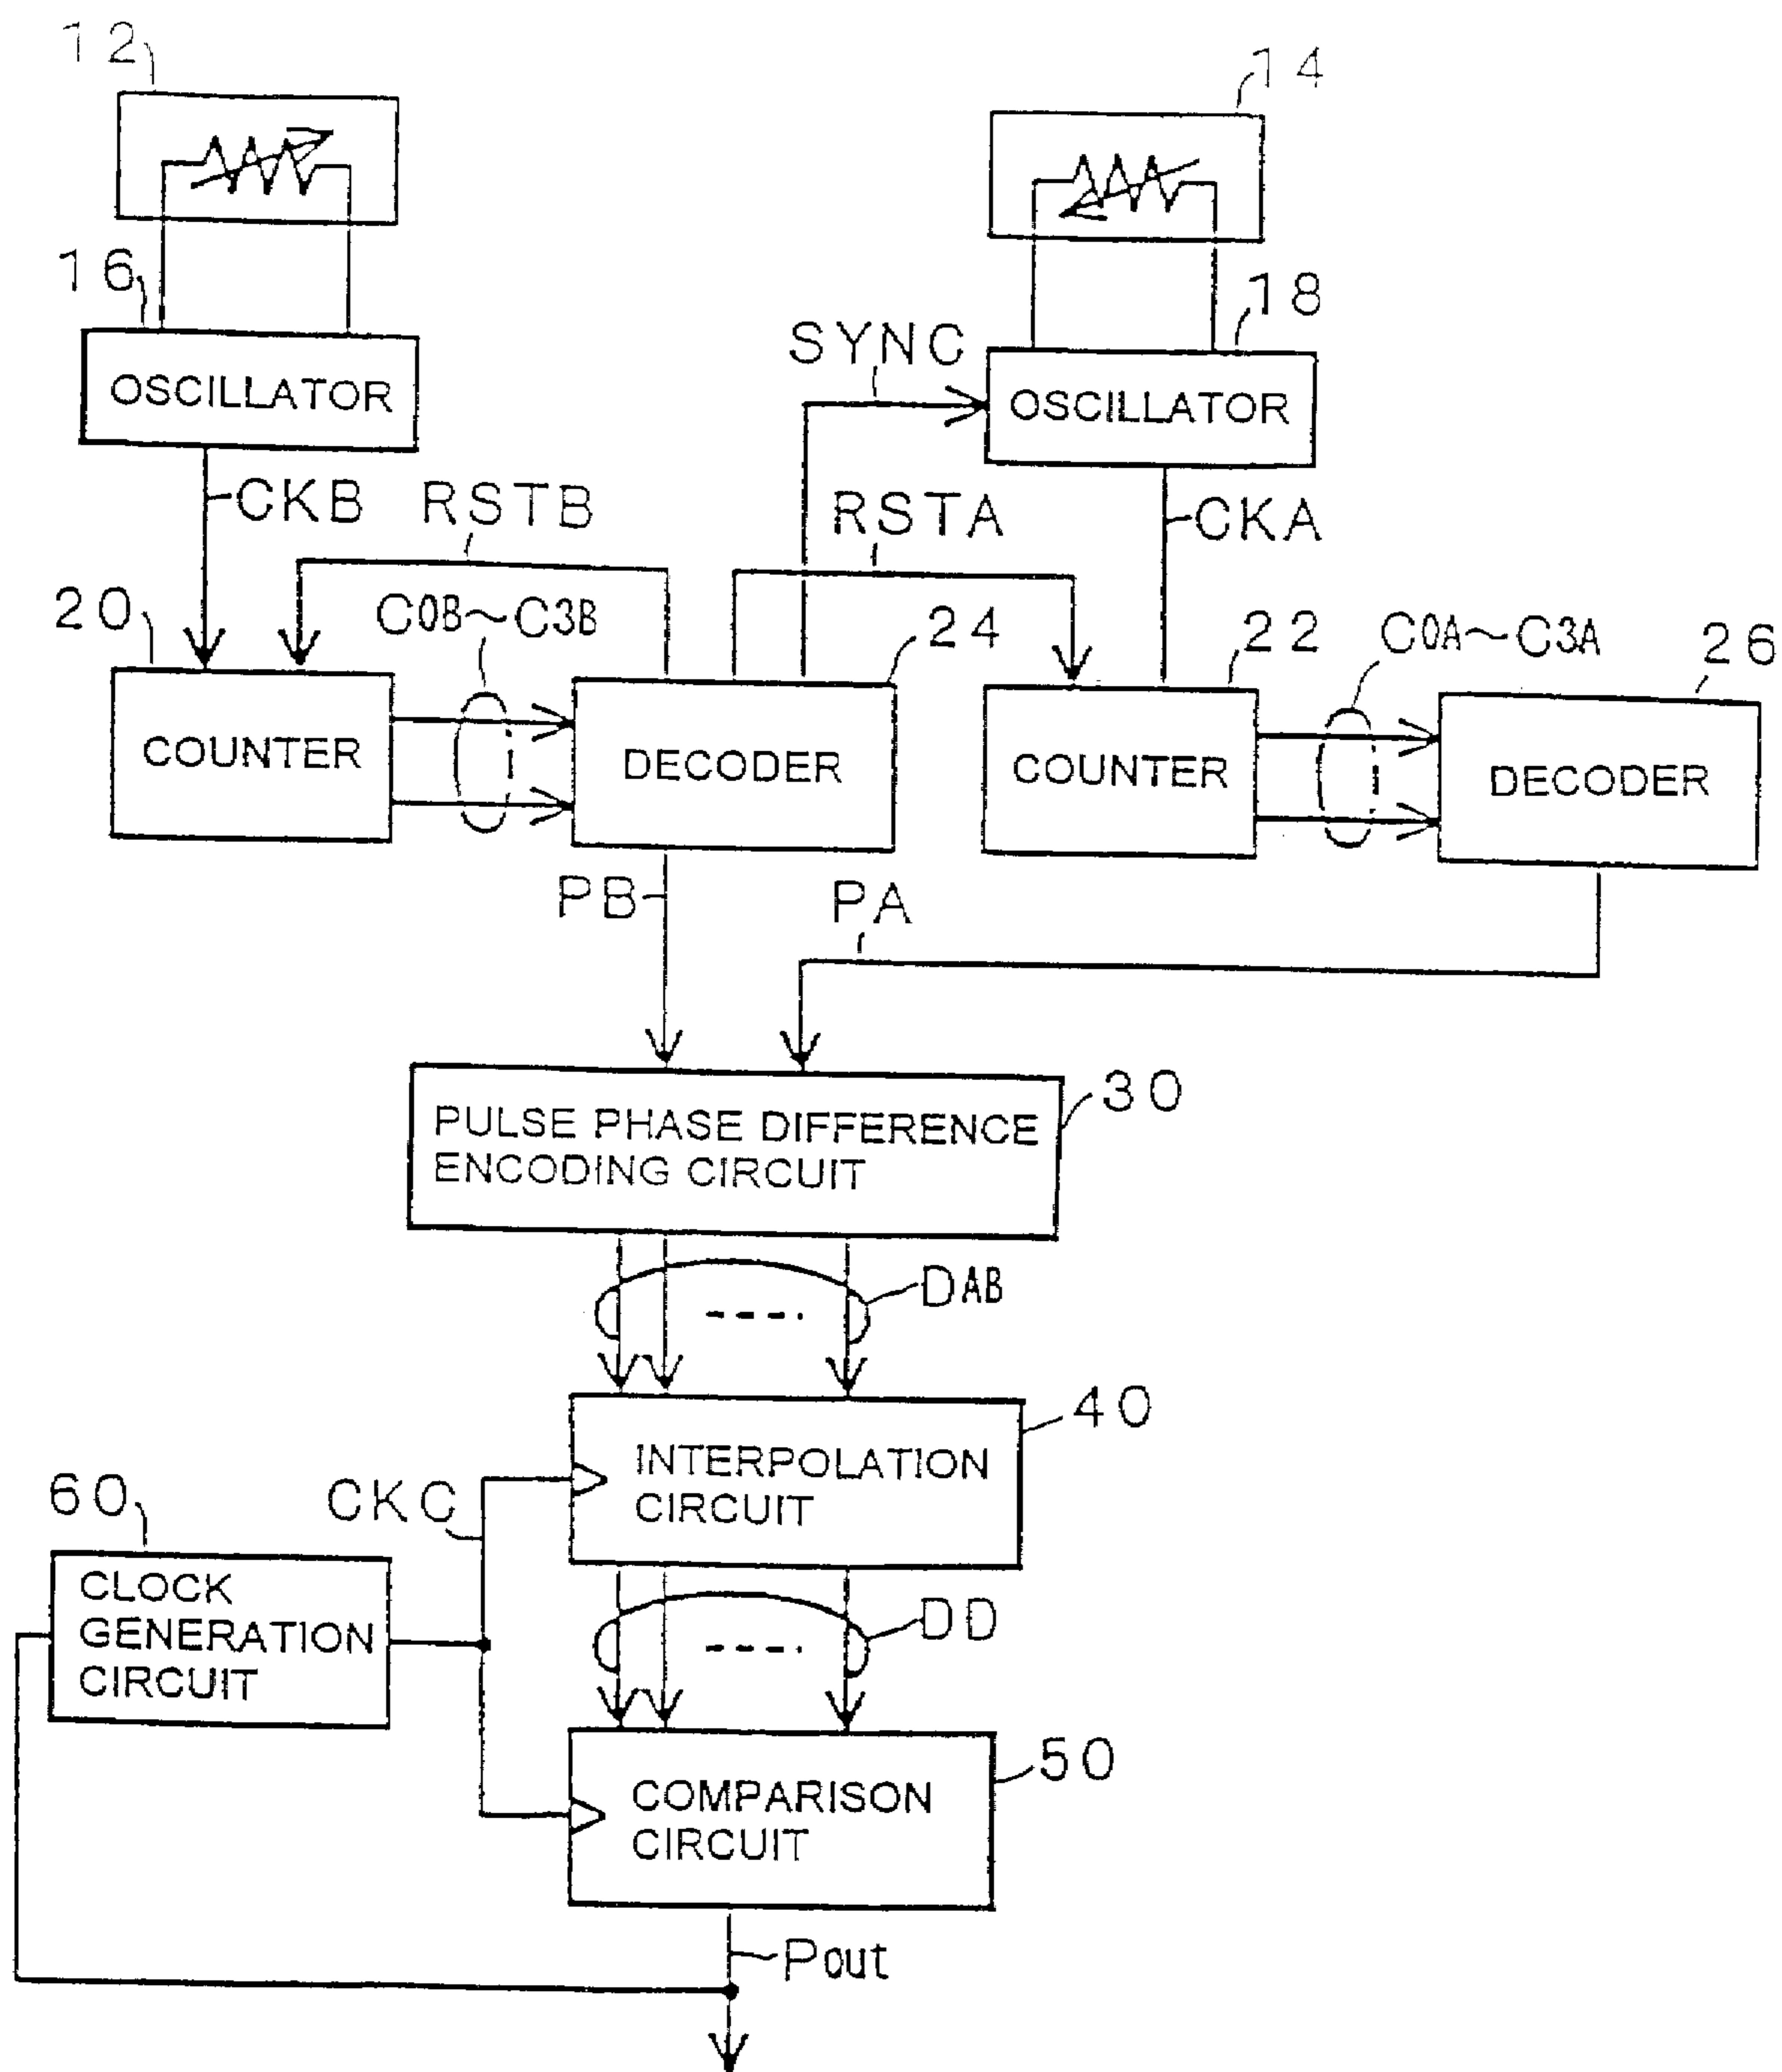 12
14
16
18
SYNC
OSCILLATOR
OSCILLATOR
CKB
RSTB
RSTA
CKA
20
C0B~C3B
24
22
C0A~C3A
26
COUNTER
DECODER
COUNTER
DECODER
PB
PA
30
PULSE PHASE DIFFERENCE
ENCODING CIRCUIT
DAB
40
INTERPOLATION
CIRCUIT
60
CKC
CLOCK
GENERATION
CIRCUIT
DD
50
COMPARISON
CIRCUIT
Pout